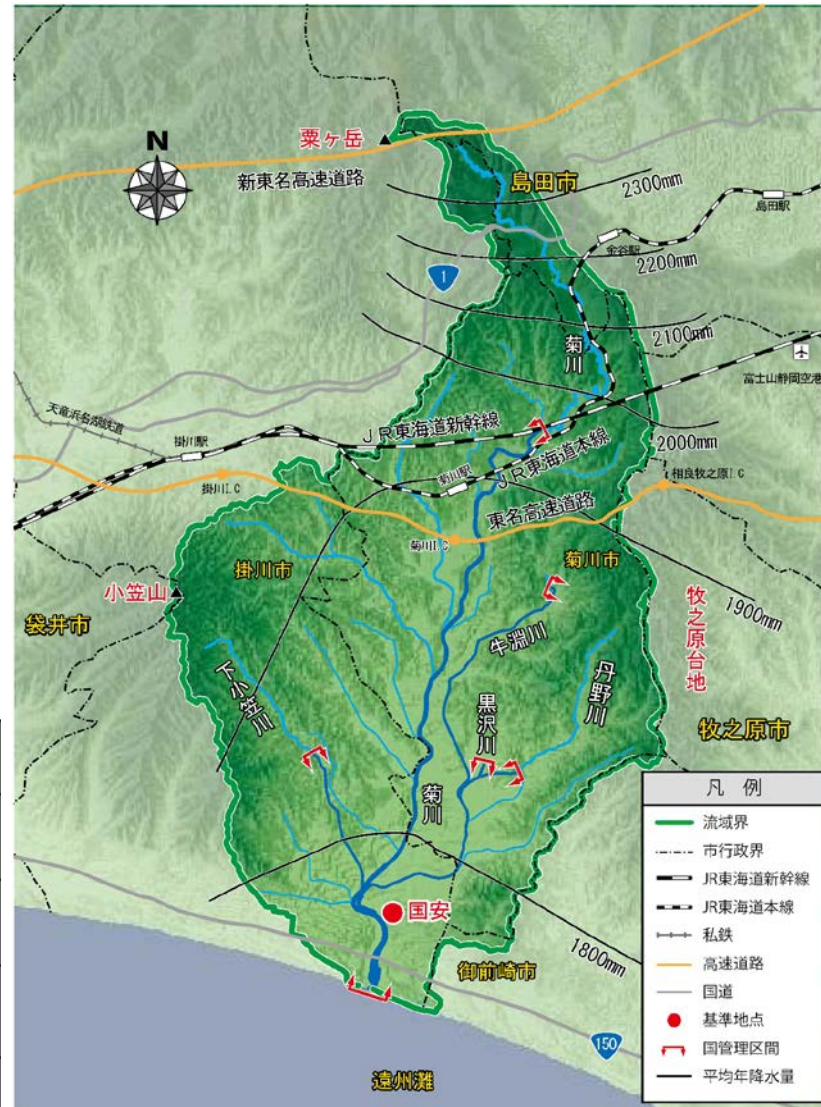 粟ヶ岳
N
新東名高速道路
島田市
2300mm
島田駅
金谷駅
1
2200mm
菊川
2100mm
富士山静岡空港
天竜浜名湖鉄道
掛川駅
JR東海道新幹線
2000mm
菊川駅
JR東海道本線
相良牧之原I.C
掛川I.C
東名高速道路
菊川I.C
掛川市
菊川市
小笠山
1900mm
牧之原台地
袋井市
牛淵川
丹野川
下小笠川
黒沢川
牧之原市
菊川
国安
1800mm
御前崎市
150
遠州灘
凡 例
流域界
市行政界
JR東海道新幹線
JR東海道本線
私鉄
高速道路
国道
基準地点
国管理区間
平均年降水量